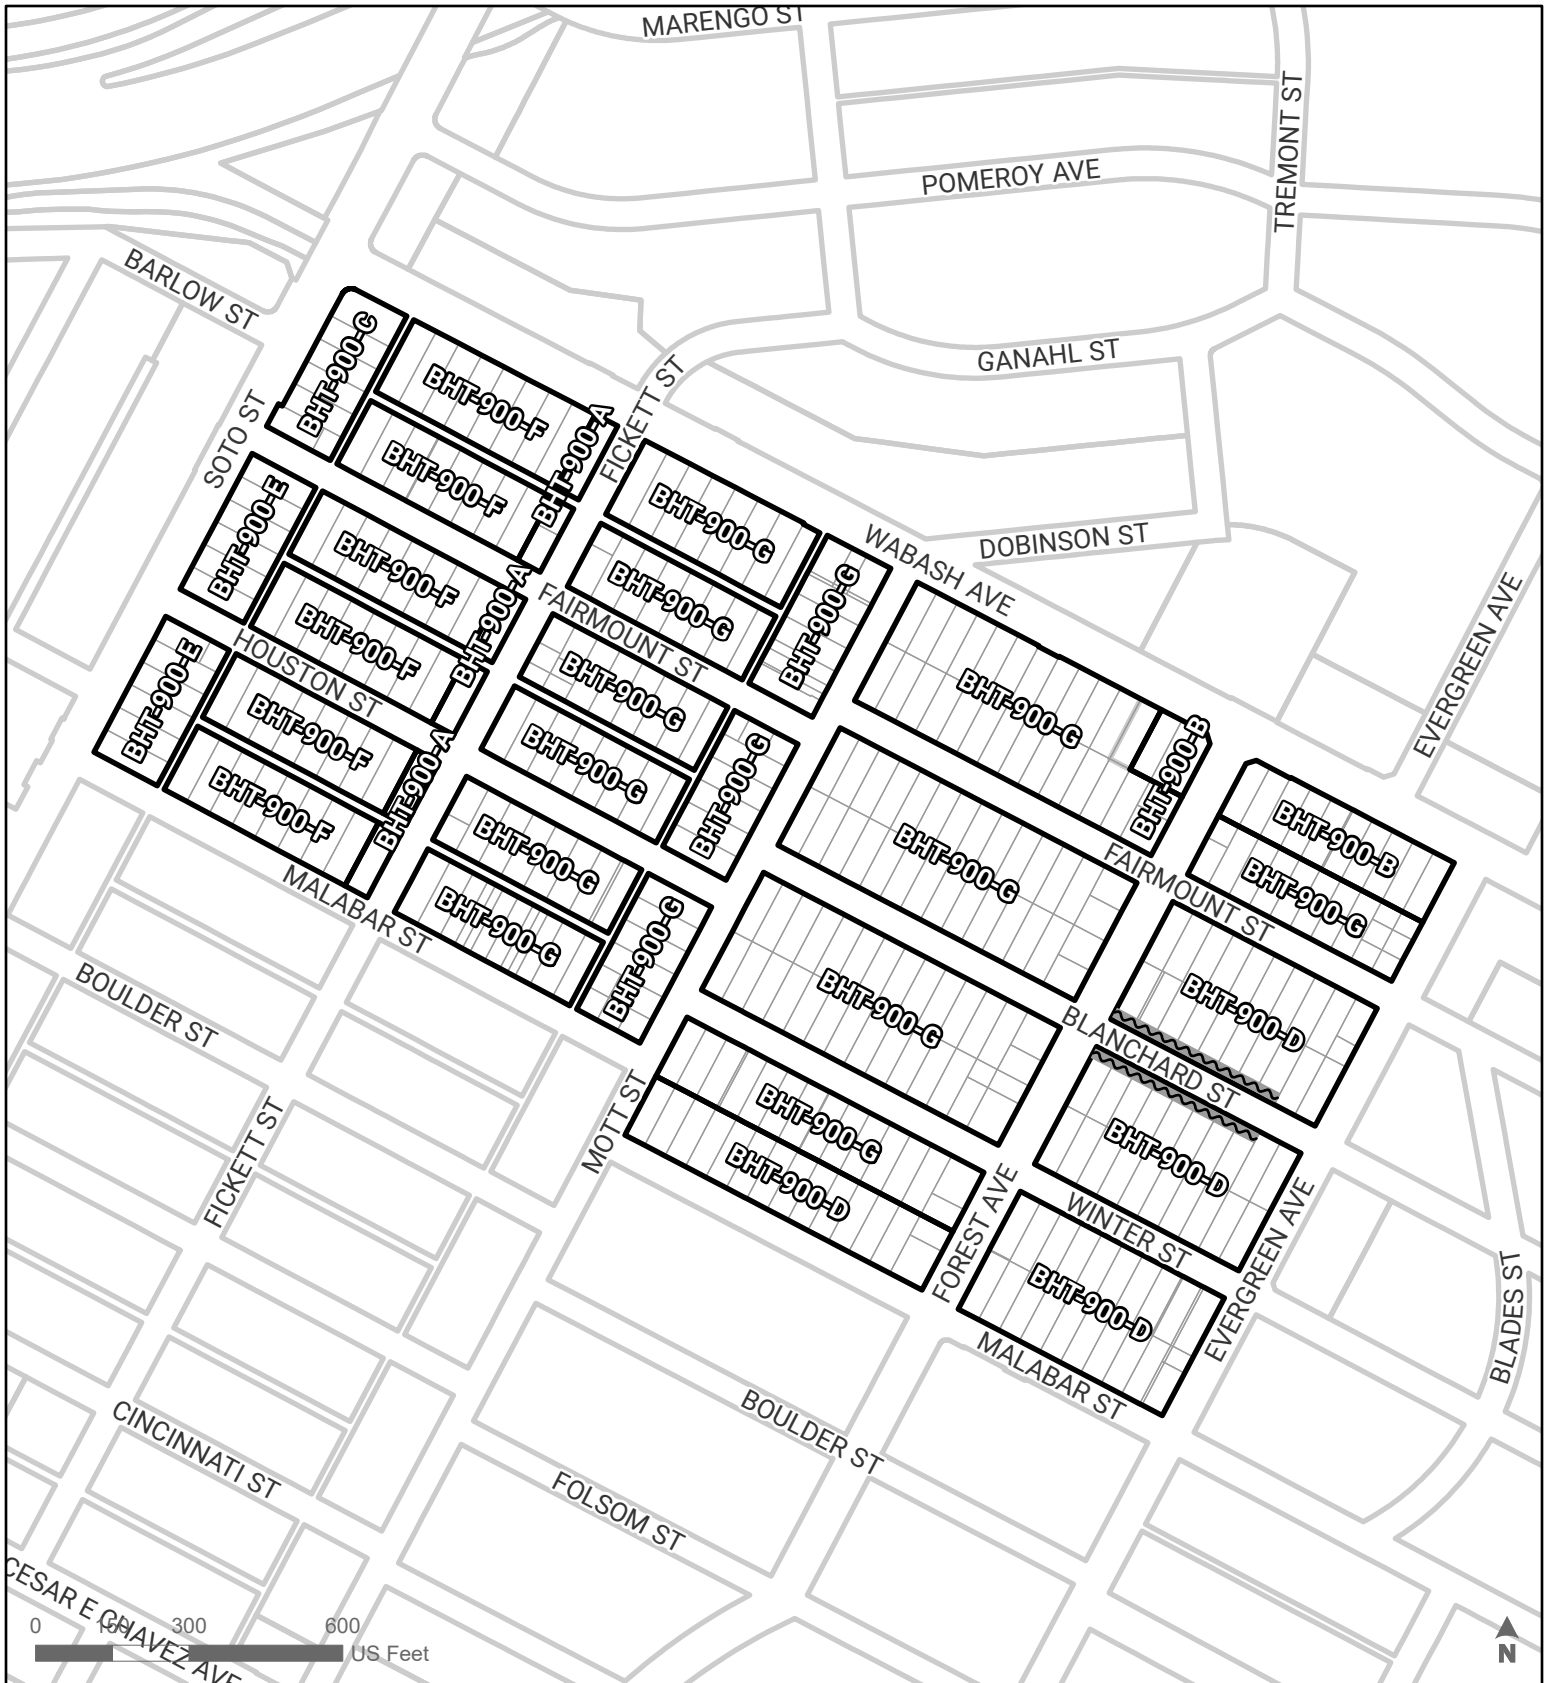 MARENGO ST
TREMONT ST
POMEROY AVE
BARLOW ST
GANAHL ST
BHT-900-C
BHT-900-F
BHT-900-A
FICKETT ST
SOTO ST
BHT-900-F
BHT-900-G
WABASH AVE
DOBINSON ST
BHT-900-E
BHT-900-F
BHT-900-A
FAIRMOUNT ST
BHT-900-G
BHT-900-G
EVERGREEN AVE
BHT-900-F
HOUSTON ST
BHT-900-E
BHT-900-F
BHT-900-G
BHT-900-G
BHT-900-B
BHT-900-A
BHT-900-G
BHT-900-G
BHT-900-F
BHT-900-G
BHT-900-G
BHT-900-B
FAIRMOUNT ST
BHT-900-G
MALABAR ST
BHT-900-G
BHT-900-G
BOULDER ST
BHT-900-G
BHT-900-D
BLANCHARD ST
FICKETT ST
MOTT ST
BHT-900-G
BHT-900-D
BHT-900-D
FOREST AVE
WINTER ST
EVERGREEN AVE
BLADES ST
BHT-900-D
MALABAR ST
CINCINNATI ST
BOULDER ST
FOLSOM ST
CESAR E CHAVEZ AVE
0 150 300 600
US Feet
N